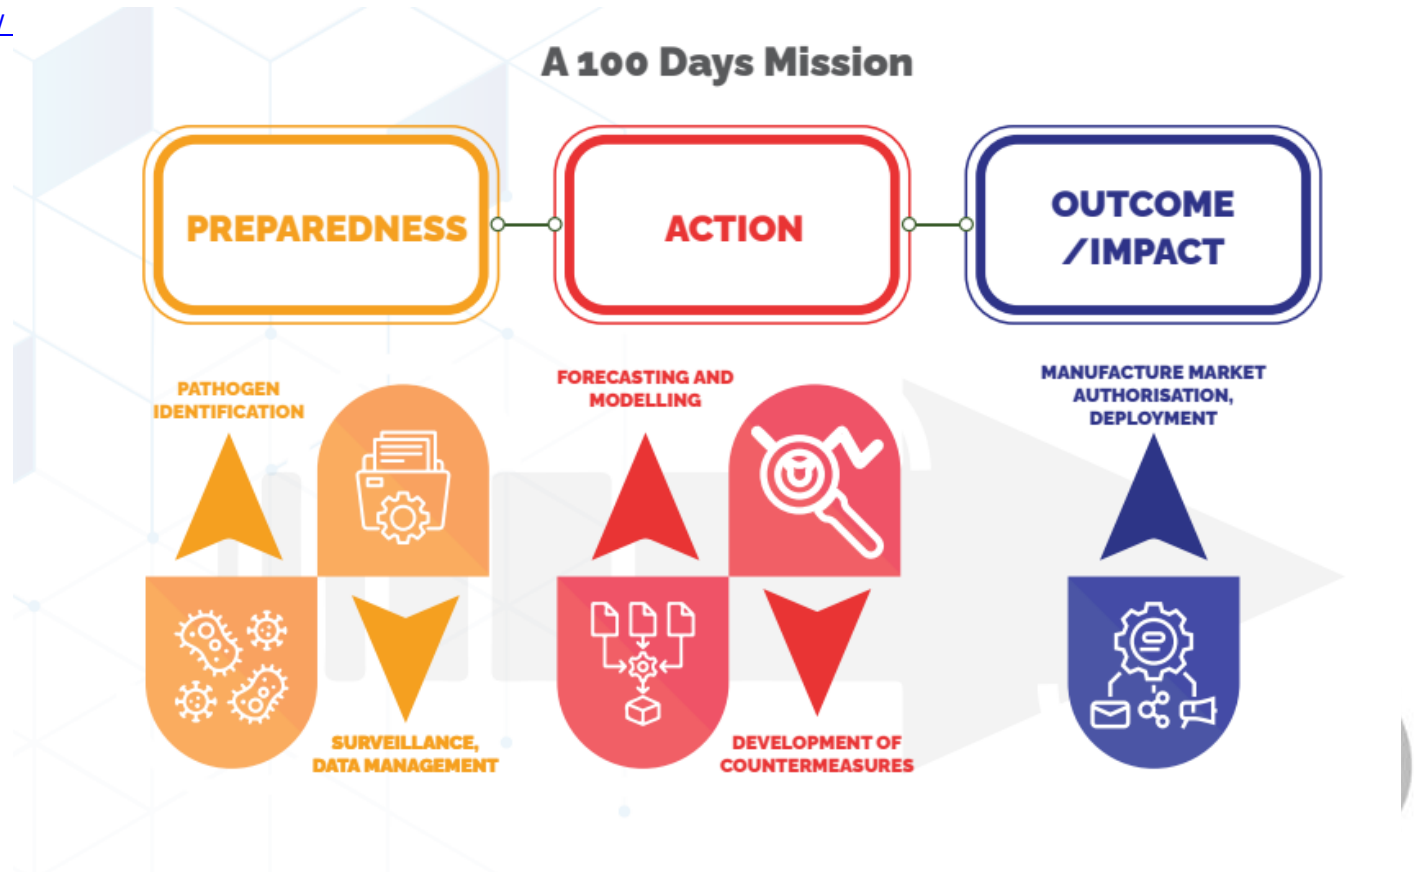 /
A 100 Days Mission
PREPAREDNESS
ACTION
OUTCOME
/IMPACT
PATHOGEN
IDENTIFICATION
SURVEILLANCE,
DATA MANAGEMENT
FORECASTING AND
MODELLING
DEVELOPMENT OF
COUNTERMEASURES
MANUFACTURE MARKET
AUTHORISATION,
DEPLOYMENT